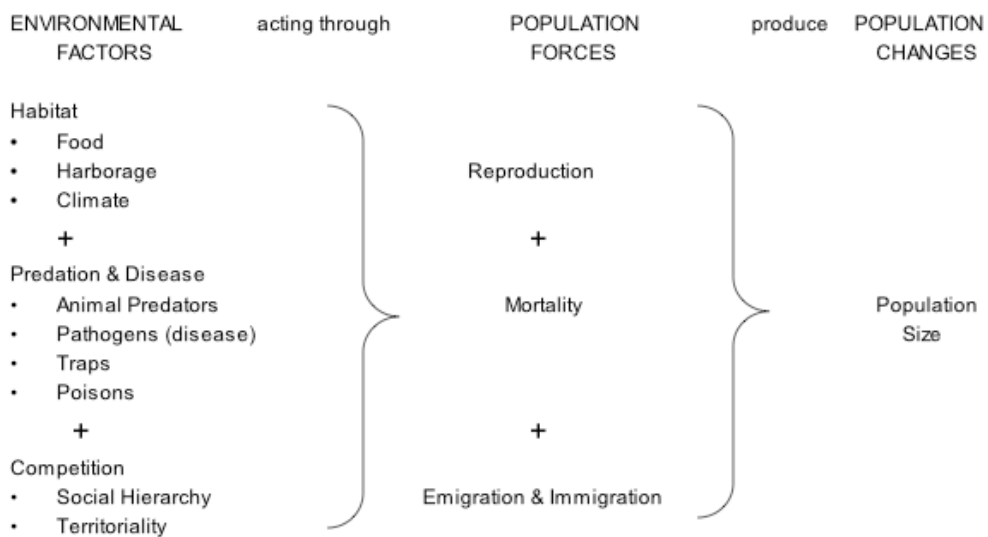 ENVIRONMENTAL acting through POPULATION produce POPULATION
FACTORS FORCES CHANGES
Habitat
• Food
• Harborage Reproduction
• Climate
+ +
Predation & Disease
• Animal Predators Mortality Population
• Pathogens (disease) Size
• Traps
• Poisons
+ +
Competition
• Social Hierarchy Emigration & Immigration
• Territoriality